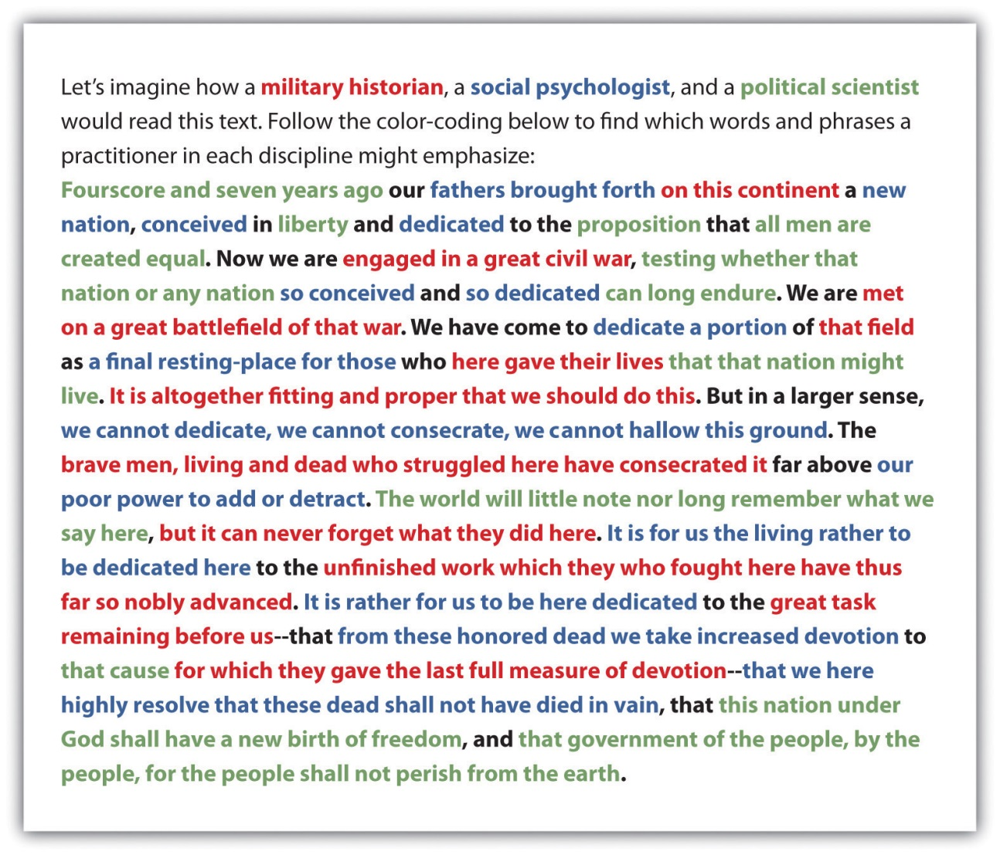 Let's imagine how a military historian, a social psychologist, and a political scientist
would read this text. Follow the color-coding below to find which words and phrases a
practitioner in each discipline might emphasize:
Fourscore and seven years ago our fathers brought forth on this continent a new
nation, conceived in liberty and dedicated to the proposition that all men are
created equal. Now we are engaged in a great civil war, testing whether that
nation or any nation so conceived and so dedicated can long endure. We are met
on a great battlefield of that war. We have come to dedicate a portion of that field
as a final resting-place for those who here gave their lives that that nation might
live. It is altogether fitting and proper that we should do this. But in a larger sense,
we cannot dedicate, we cannot consecrate, we cannot hallow this ground. The
brave men, living and dead who struggled here have consecrated it far above our
poor power to add or detract. The world will little note nor long remember what we
say here, but it can never forget what they did here. It is for us the living rather to
be dedicated here to the unfinished work which they who fought here have thus
far so nobly advanced. It is rather for us to be here dedicated to the great task
remaining before us--that from these honored dead we take increased devotion to
that cause for which they gave the last full measure of devotion--that we here
highly resolve that these dead shall not have died in vain, that this nation under
God shall have a new birth of freedom, and that government of the people, by the
people, for the people shall not perish from the earth.